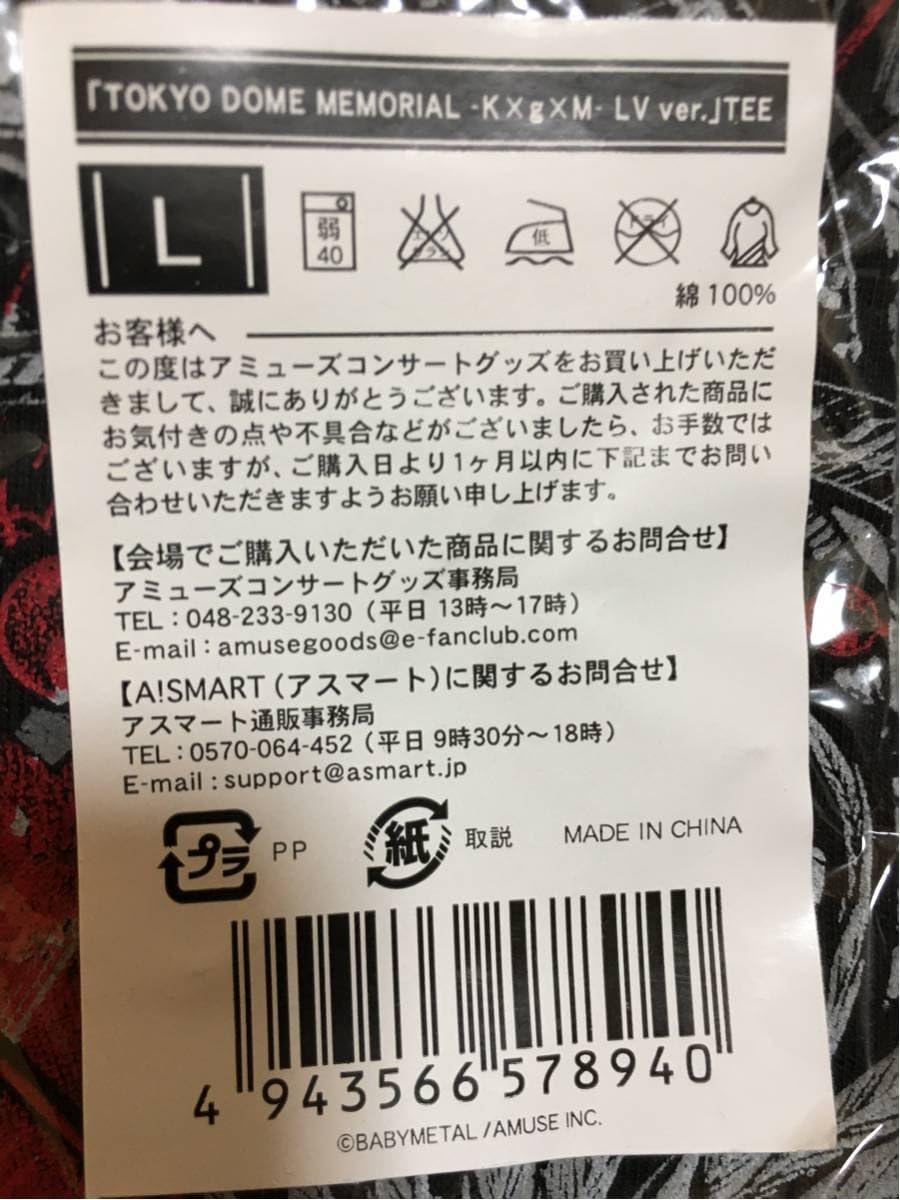 「TOKYO DOME MEMORIAL -K×g×M- LV ver.」TEE
L
弱 40
エンソ サラシ
低
ドライ
綿 100%
お客様へ
この度はアミューズコンサートグッズをお買い上げいただ
きまして、誠にありがとうございます。ご購入された商品に
お気付きの点や不具合などがございましたら、お手数では
ございますが、ご購入日より1ヶ月以内に下記までお問い
合わせいただきますようお願い申し上げます。
【会場でご購入いただいた商品に関するお問合せ】
アミューズコンサートグッズ事務局
TEL:048-233-9130(平日 13時〜17時)
E-mail:amusegoods@e-fanclub.com
【A!SMART(アスマート)に関するお問合せ】
アスマート通販事務局
TEL:0570-064-452(平日 9時30分〜18時)
E-mail:support@asmart.jp
プラ PP 紙 取説 MADE IN CHINA
4 943566 578940
©BABYMETAL /AMUSE INC.